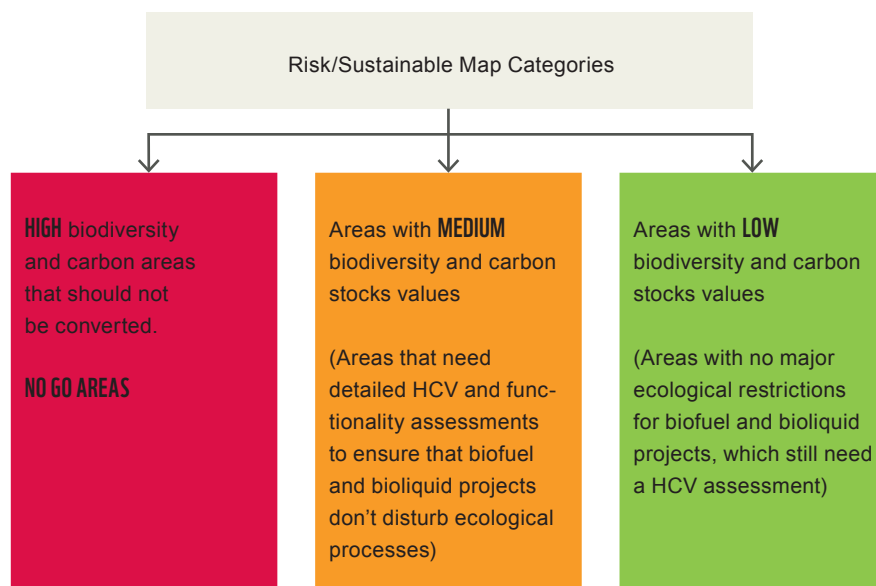 Risk/Sustainable Map Categories
HIGH biodiversity
and carbon areas
that should not
be converted.
NO GO AREAS
Areas with MEDIUM
biodiversity and carbon
stocks values
(Areas that need
detailed HCV and func-
tionality assessments
to ensure that biofuel
and bioliquid projects
don't disturb ecological
processes)
Areas with LOW
biodiversity and carbon
stocks values
(Areas with no major
ecological restrictions
for biofuel and bioliquid
projects, which still need
a HCV assessment)